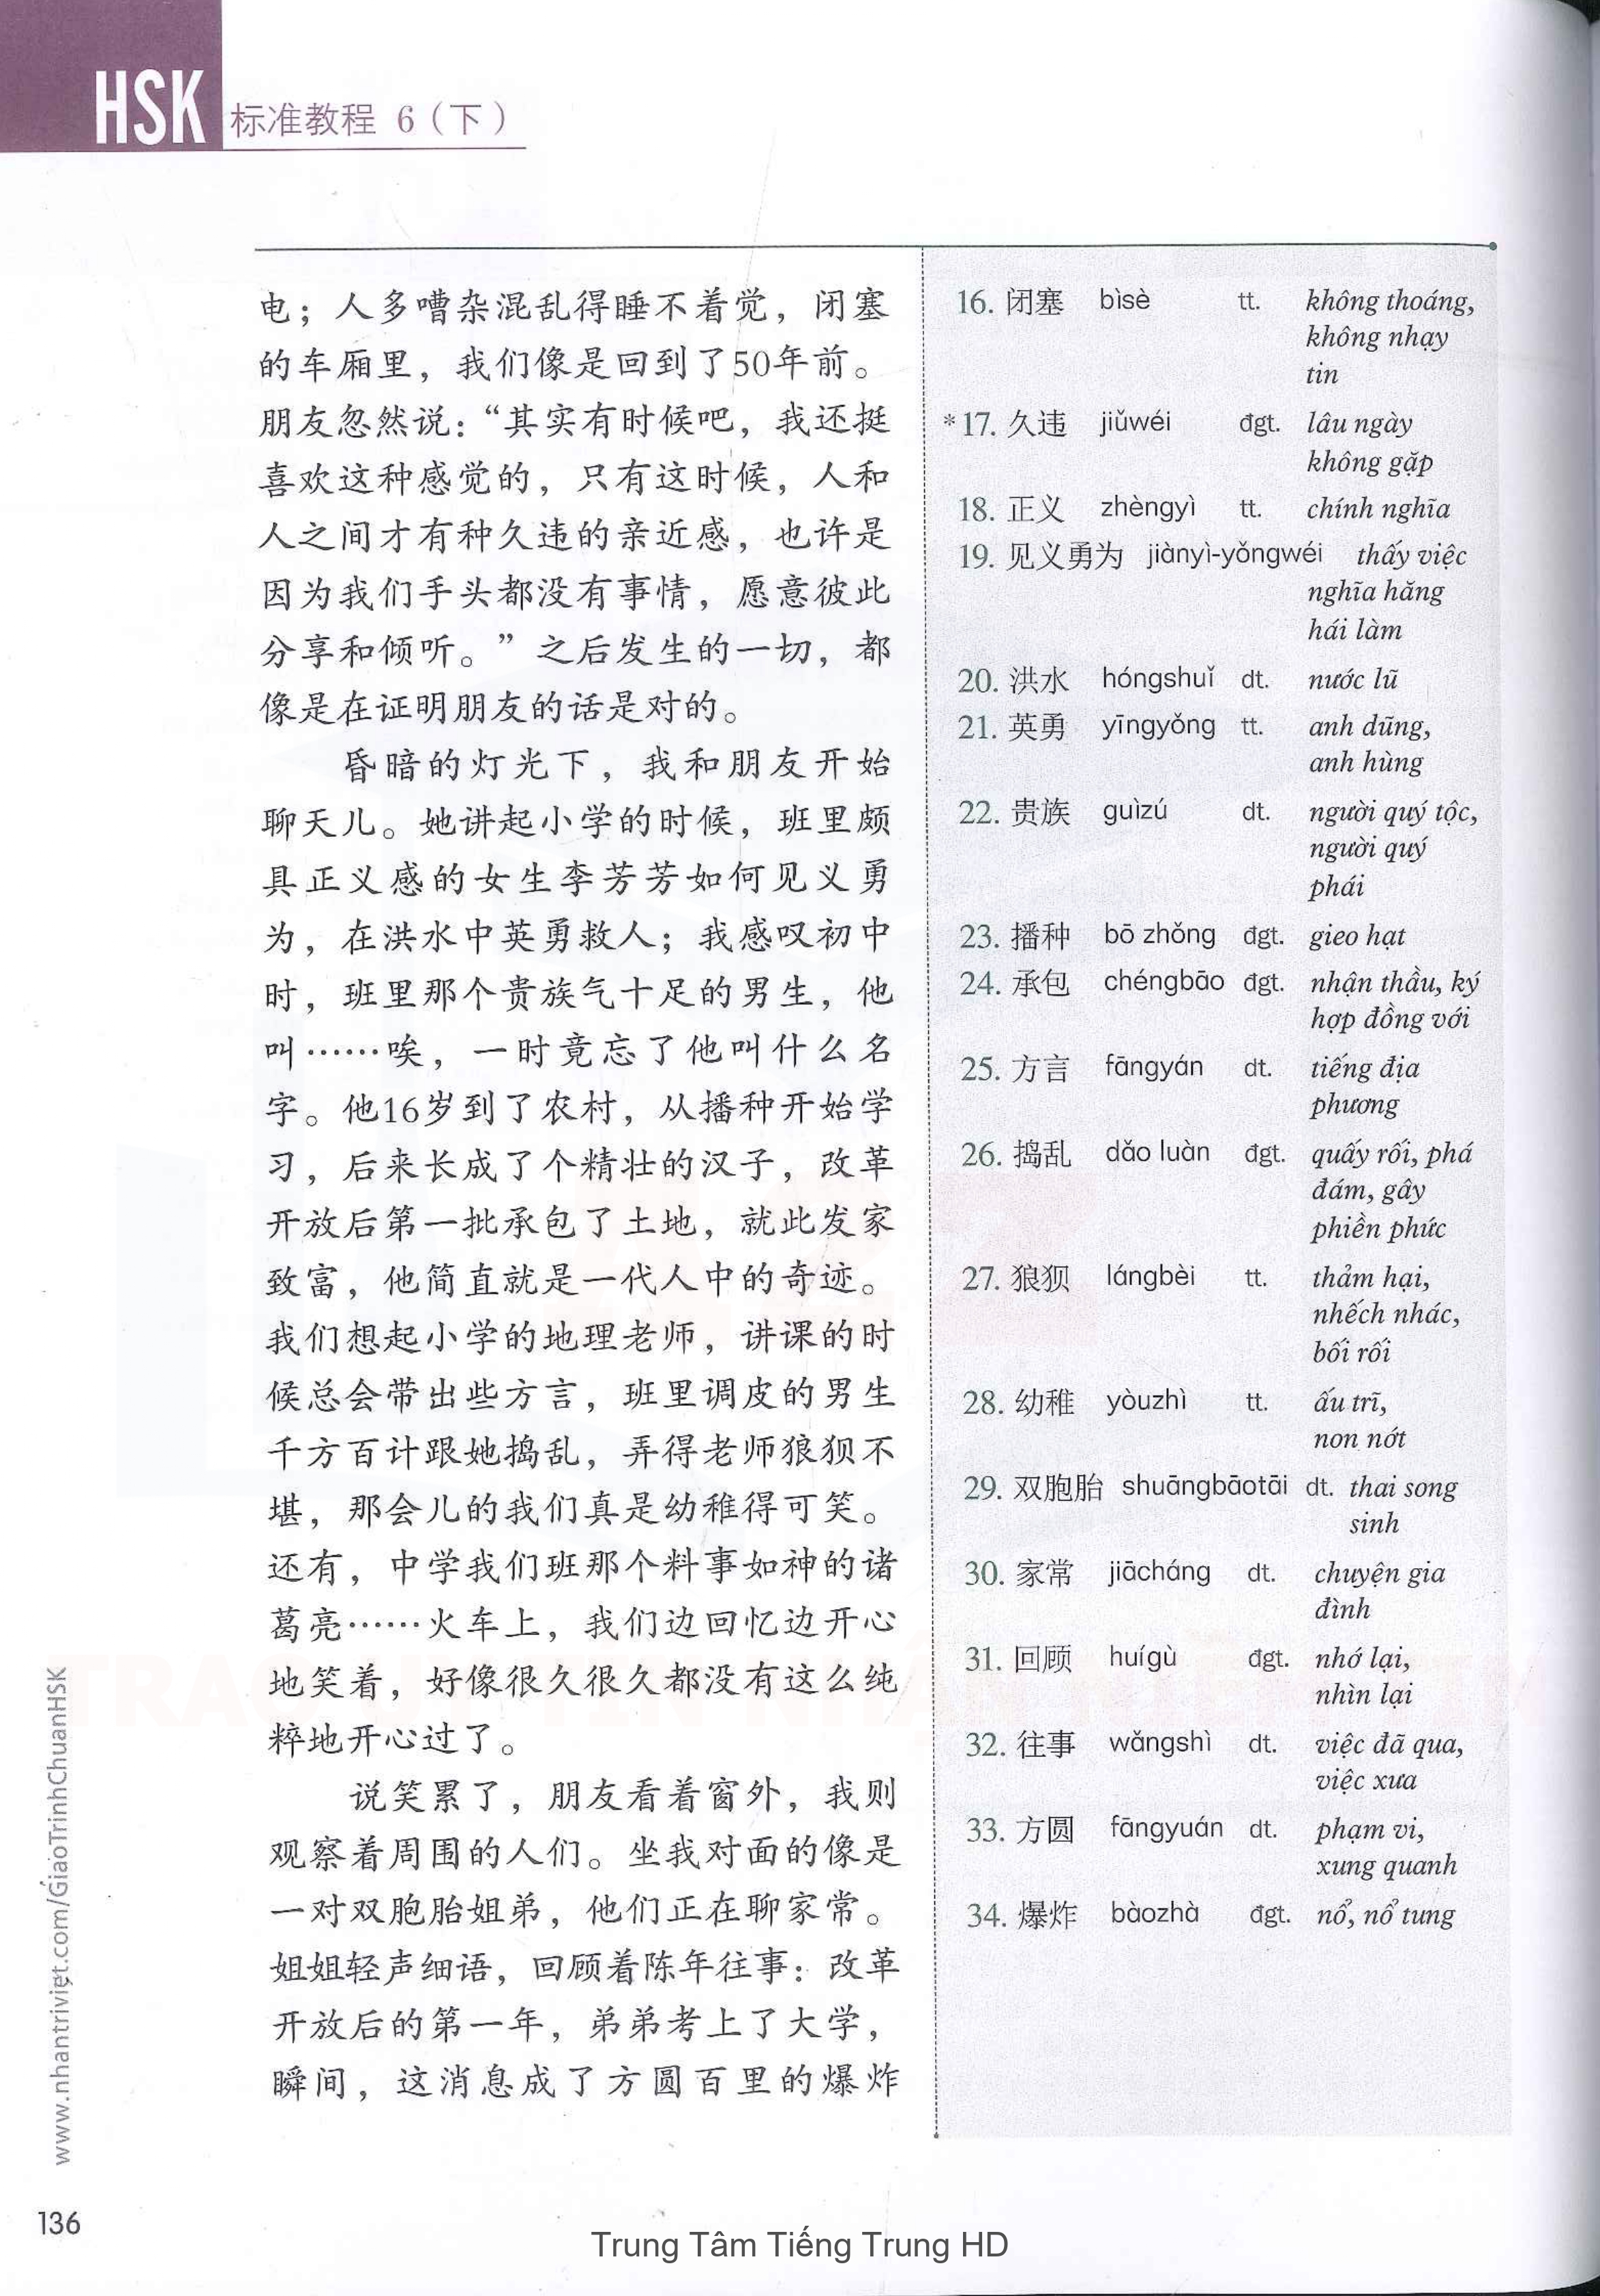 HSK 标准教程 6（下）
电；人多嘈杂混乱得睡不着觉，闭塞
的车厢里，我们像是回到了50年前。
朋友忽然说：“其实有时候吧，我还挺
喜欢这种感觉的，只有这时候，人和
人之间才有种久违的亲近感，也许是
因为我们手头都没有事情，愿意彼此
分享和倾听。”之后发生的一切，都
像是在证明朋友的话是对的。
昏暗的灯光下，我和朋友开始
聊天儿。她讲起小学的时候，班里颇
具正义感的女生李芳芳如何见义勇
为，在洪水中英勇救人；我感叹初中
时，班里那个贵族气十足的男生，他
叫……唉，一时竟忘了他叫什么名
字。他16岁到了农村，从播种开始学
习，后来长成了个精壮的汉子，改革
开放后第一批承包了土地，就此发家
致富，他简直就是一代人中的奇迹。
我们想起小学的地理老师，讲课的时
候总会带出些方言，班里调皮的男生
千方百计跟她捣乱，弄得老师狼狈不
堪，那会儿的我们真是幼稚得可笑。
还有，中学我们班那个料事如神的诸
葛亮……火车上，我们边回忆边开心
地笑着，好像很久很久都没有这么纯
粹地开心过了。
说笑累了，朋友看着窗外，我则
观察着周围的人们。坐我对面的像是
一对双胞胎姐弟，他们正在聊家常。
姐姐轻声细语，回顾着陈年往事：改革
开放后的第一年，弟弟考上了大学，
瞬间，这消息成了方圆百里的爆炸
16. 闭塞 bìsè tt. không thoáng,
không nhạy
tin
*17. 久违 jiǔwéi đgt. lâu ngày
không gặp
18. 正义 zhèngyì tt. chính nghĩa
19. 见义勇为 jiànyì-yǒngwéi thấy việc
nghĩa hăng
hái làm
20. 洪水 hóngshuǐ dt. nước lũ
21. 英勇 yīngyǒng tt. anh dũng,
anh hùng
22. 贵族 guìzú dt. người quý tộc,
người quý
phái
23. 播种 bō zhǒng đgt. gieo hạt
24. 承包 chéngbāo đgt. nhận thầu, ký
hợp đồng với
25. 方言 fāngyán dt. tiếng địa
phương
26. 捣乱 dǎo luàn đgt. quấy rối, phá
đám, gây
phiền phức
27. 狼狈 lángbèi tt. thảm hại,
nhếch nhác,
bối rối
28. 幼稚 yòuzhì tt. ấu trĩ,
non nớt
29. 双胞胎 shuāngbāotāi dt. thai song
sinh
30. 家常 jiācháng dt. chuyện gia
đình
31. 回顾 huígù đgt. nhớ lại,
nhìn lại
32. 往事 wǎngshì dt. việc đã qua,
việc xưa
33. 方圆 fāngyuán dt. phạm vi,
xung quanh
34. 爆炸 bàozhà đgt. nổ, nổ tung
www.nhantriviet.com/GiaoTrinhChuanHSK
136
Trung Tâm Tiếng Trung HD